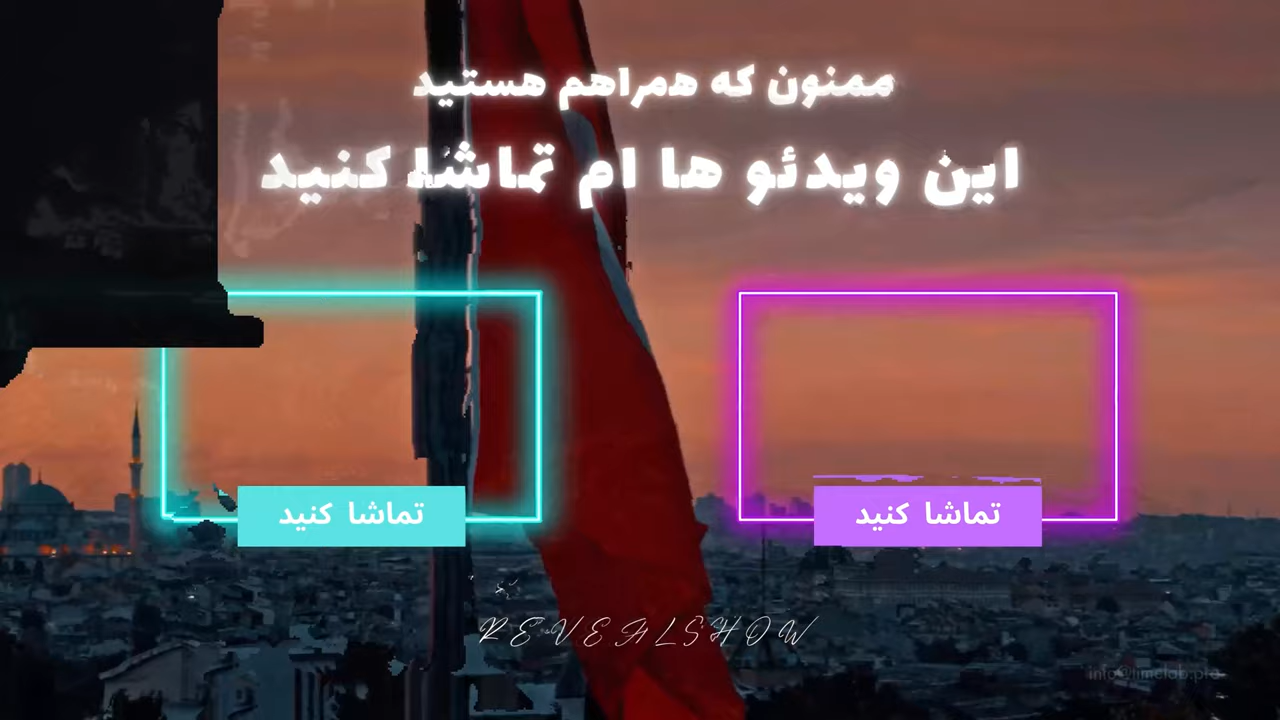 ممنون که همراهم هستید
این ویدئو ها ام تماشا کنید
تماشا کنید
تماشا کنید
REVEALSHOW